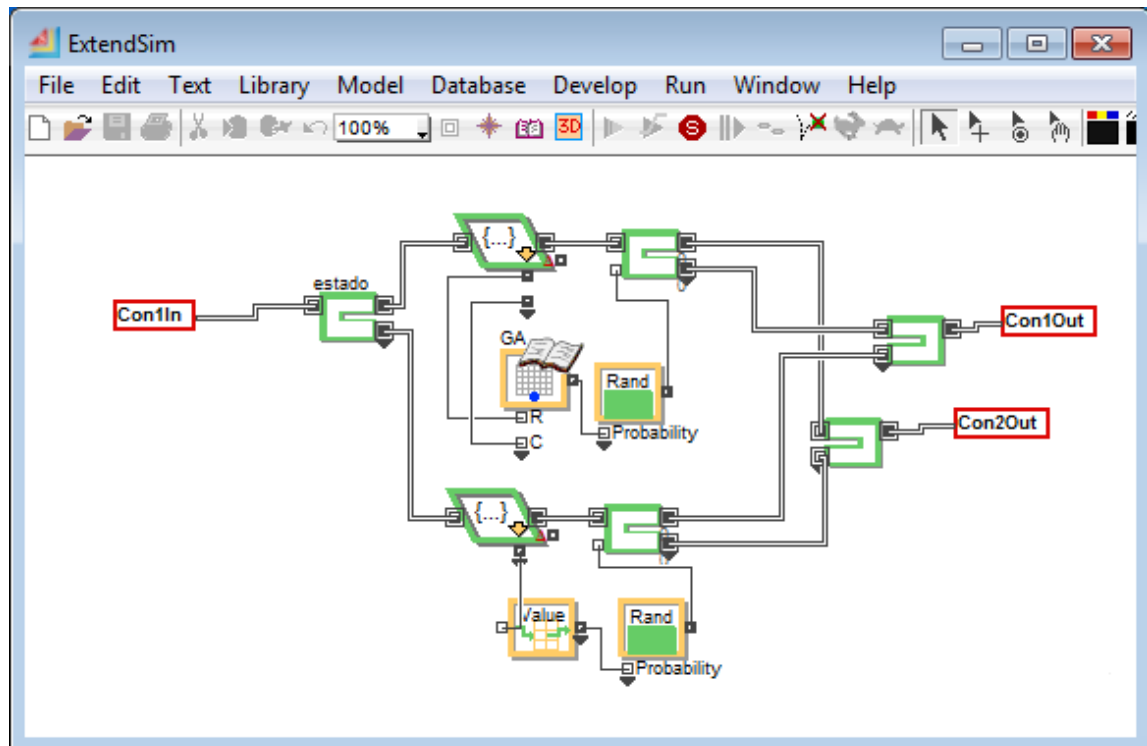 ExtendSim
File Edit Text Library Model Database Develop Run Window Help
100% 3D S
{...}
estado
Con1In
Con1Out
GA
Rand
R
Probability
C
Con2Out
{...}
Value
Rand
Probability